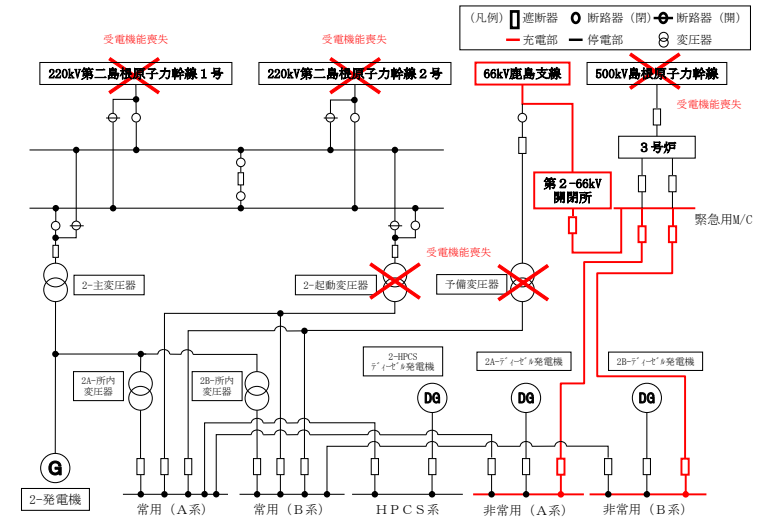 (凡例) 遮断器 断路器 (閉) 断路器 (開)
充電部 停電部 変圧器
受電機能喪失
受電機能喪失
220kV第二島根原子力幹線1号
220kV第二島根原子力幹線2号
66kV鹿島支線
500kV島根原子力幹線
受電機能喪失
3号炉
第2-66kV
開閉所
緊急用M/C
受電機能喪失
2-主変圧器
2-起動変圧器
予備変圧器
2A-所内
変圧器
2B-所内
変圧器
2-HPCS
ディーゼル発電機
2A-ディーゼル発電機
2B-ディーゼル発電機
DG
DG
DG
G
2-発電機
常用(A系)
常用(B系)
HPCS系
非常用(A系)
非常用(B系)